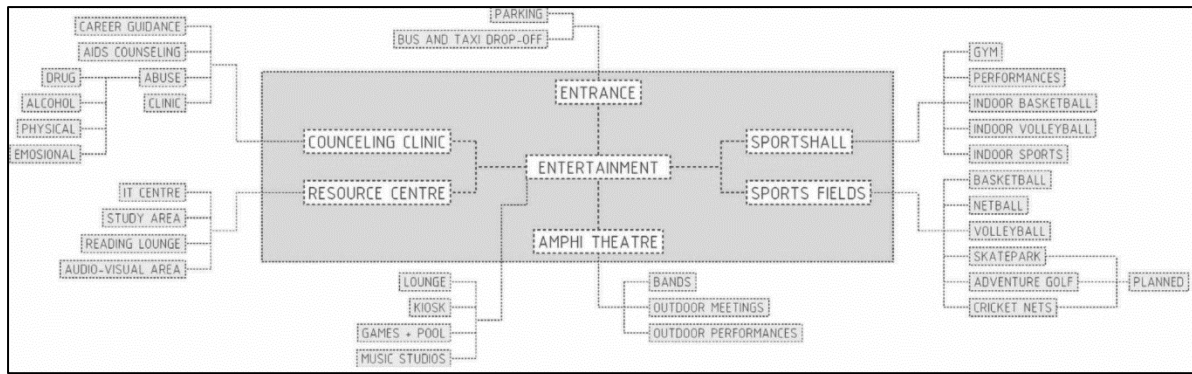 PARKING
BUS AND TAXI DROP-OFF
CAREER GUIDANCE
AIDS COUNSELING
ABUSE
CLINIC
DRUG
ALCOHOL
PHYSICAL
EMOSIONAL
IT CENTRE
STUDY AREA
READING LOUNGE
AUDIO-VISUAL AREA
ENTRANCE
COUNCELING CLINIC
RESOURCE CENTRE
ENTERTAINMENT
AMPHI THEATRE
SPORTSHALL
SPORTS FIELDS
LOUNGE
KIOSK
GAMES + POOL
MUSIC STUDIOS
BANDS
OUTDOOR MEETINGS
OUTDOOR PERFORMANCES
GYM
PERFORMANCES
INDOOR BASKETBALL
INDOOR VOLLEYBALL
INDOOR SPORTS
BASKETBALL
NETBALL
VOLLEYBALL
SKATEPARK
ADVENTURE GOLF
CRICKET NETS
PLANNED